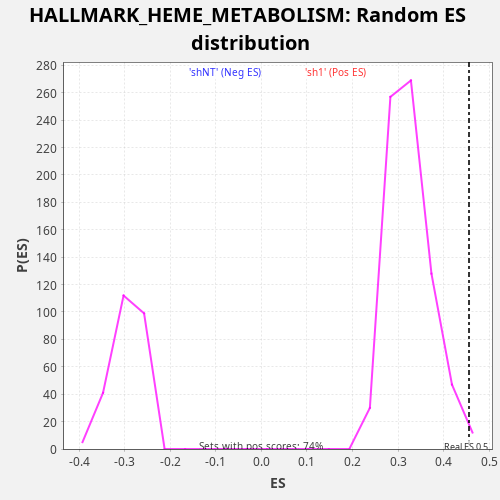 HALLMARK_HEME_METABOLISM: Random ES
distribution
'shNT' (Neg ES) 'sh1' (Pos ES)
P(ES)
280
260
240
220
200
180
160
140
120
100
80
60
40
20
0
Sets with pos scores: 74%
Real ES 0.5
-0.4 -0.3 -0.2 -0.1 0.0 0.1 0.2 0.3 0.4 0.5
ES